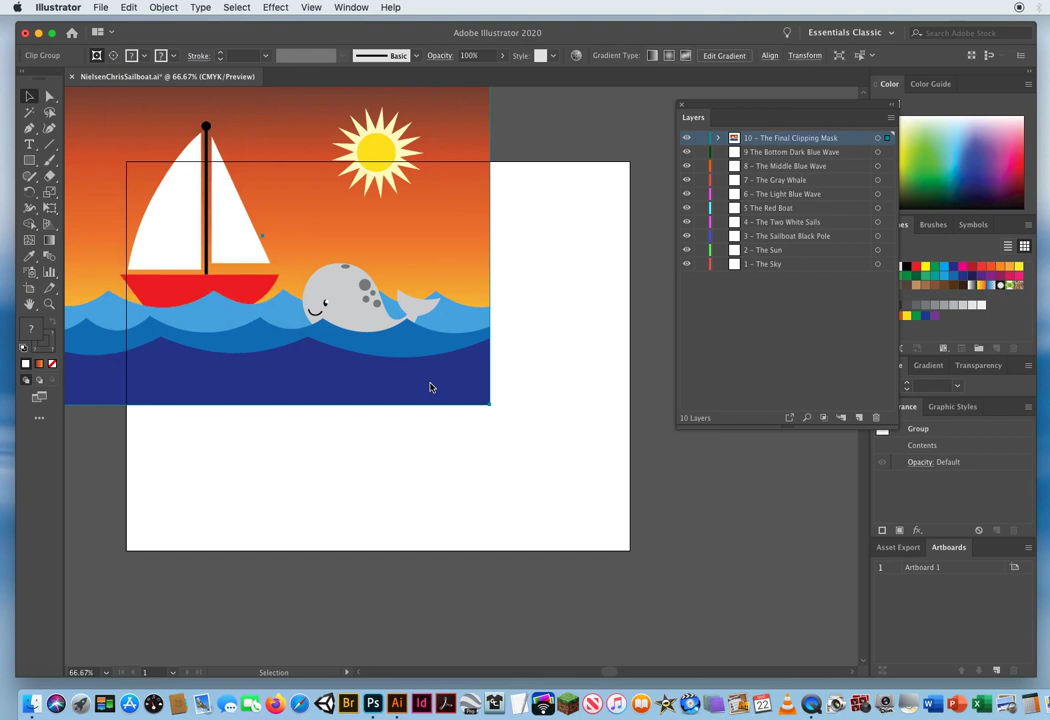 Illustrator File Edit Object Type Select Effect View Window Help
Adobe Illustrator 2020
Essentials Classic
Search Adobe Stock
Clip Group
Stroke:
Basic
Opacity: 100%
Style:
Gradient Type:
Edit Gradient
Align
Transform
NielsenChrisSailboat.ai* @ 66.67% (CMYK/Preview)
Color
Color Guide
Layers
10 - The Final Clipping Mask
9 The Bottom Dark Blue Wave
8 - The Middle Blue Wave
7 - The Gray Whale
6 - The Light Blue Wave
5 The Red Boat
4 - The Two White Sails
3 - The Sailboat Black Pole
2 - The Sun
1 - The Sky
10 Layers
Brushes
Symbols
Gradient
Transparency
Graphic Styles
Group
Contents
Opacity: Default
fx
Asset Export
Artboards
1 Artboard 1
66.67%
1
Selection